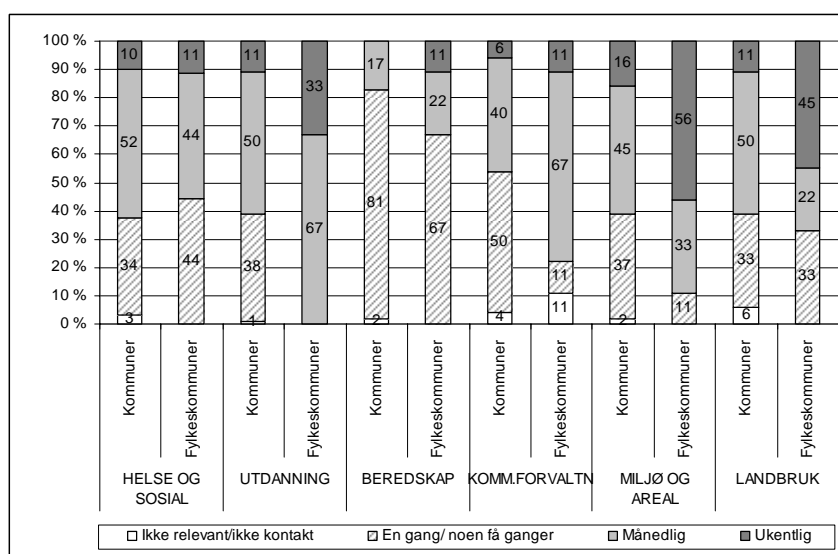 100 %
90 %
80 %
70 %
60 %
50 %
40 %
30 %
20 %
10 %
0 %
10 11 11 33 17 11 6 11 16 56 11 45
52 44 50 67 81 22 40 67 45 33 50 22
34 44 38 67 50 11 37 11 33 33
3 1 2 4 11 2 6
Kommuner Fylkeskommuner Kommuner Fylkeskommuner Kommuner Fylkeskommuner Kommuner Fylkeskommuner Kommuner Fylkeskommuner Kommuner Fylkeskommuner
HELSE OG SOSIAL UTDANNING BEREDSKAP KOMM.FORVALTN MILJØ OG AREAL LANDBRUK
Ikke relevant/ikke kontakt En gang/ noen få ganger Månedlig Ukentlig